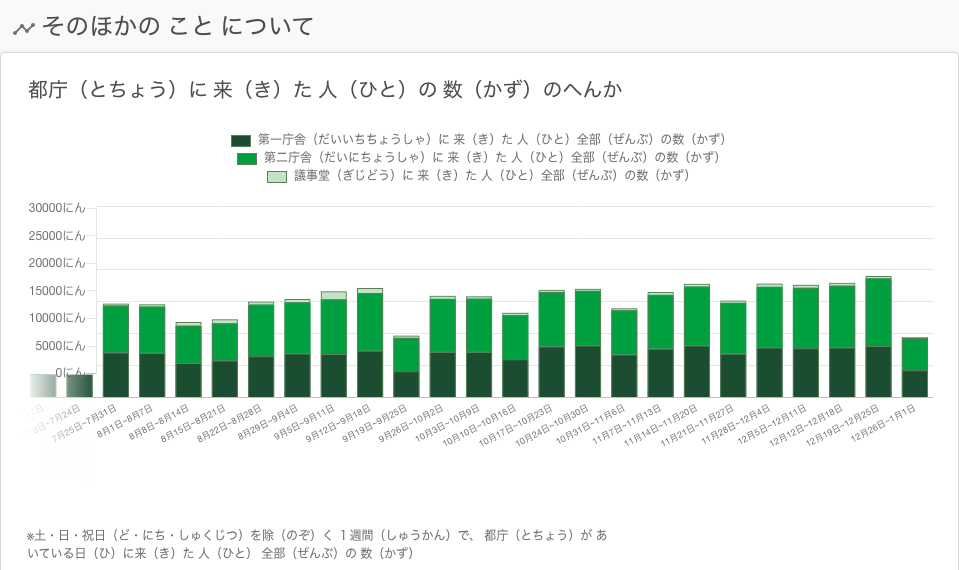 そのほかの こと について
都庁（とちょう）に 来（き）た 人（ひと）の 数（かず）のへんか
第一庁舎（だいいちちょうしゃ）に 来（き）た 人（ひと）全部（ぜんぶ）の数（かず）
第二庁舎（だいにちょうしゃ）に 来（き）た 人（ひと）全部（ぜんぶ）の数（かず）
議事堂（ぎじどう）に 来（き）た 人（ひと）全部（ぜんぶ）の数（かず）
30000にん
25000にん
20000にん
15000にん
10000にん
5000にん
0にん
7月25日~7月31日
8月1日~8月7日
8月8日~8月14日
8月15日~8月21日
8月22日~8月28日
8月29日~9月4日
9月5日~9月11日
9月12日~9月18日
9月19日~9月25日
9月26日~10月2日
10月3日~10月9日
10月10日~10月16日
10月17日~10月23日
10月24日~10月30日
10月31日~11月6日
11月7日~11月13日
11月14日~11月20日
11月21日~11月27日
11月28日~12月4日
12月5日~12月11日
12月12日~12月18日
12月19日~12月25日
12月26日~1月1日
※土・日・祝日（ど・にち・しゅくじつ）を除（のぞ）く １週間（しゅうかん）で、 都庁（とちょう）が あ
いている日（ひ）に来（き）た 人（ひと） 全部（ぜんぶ）の 数（かず）